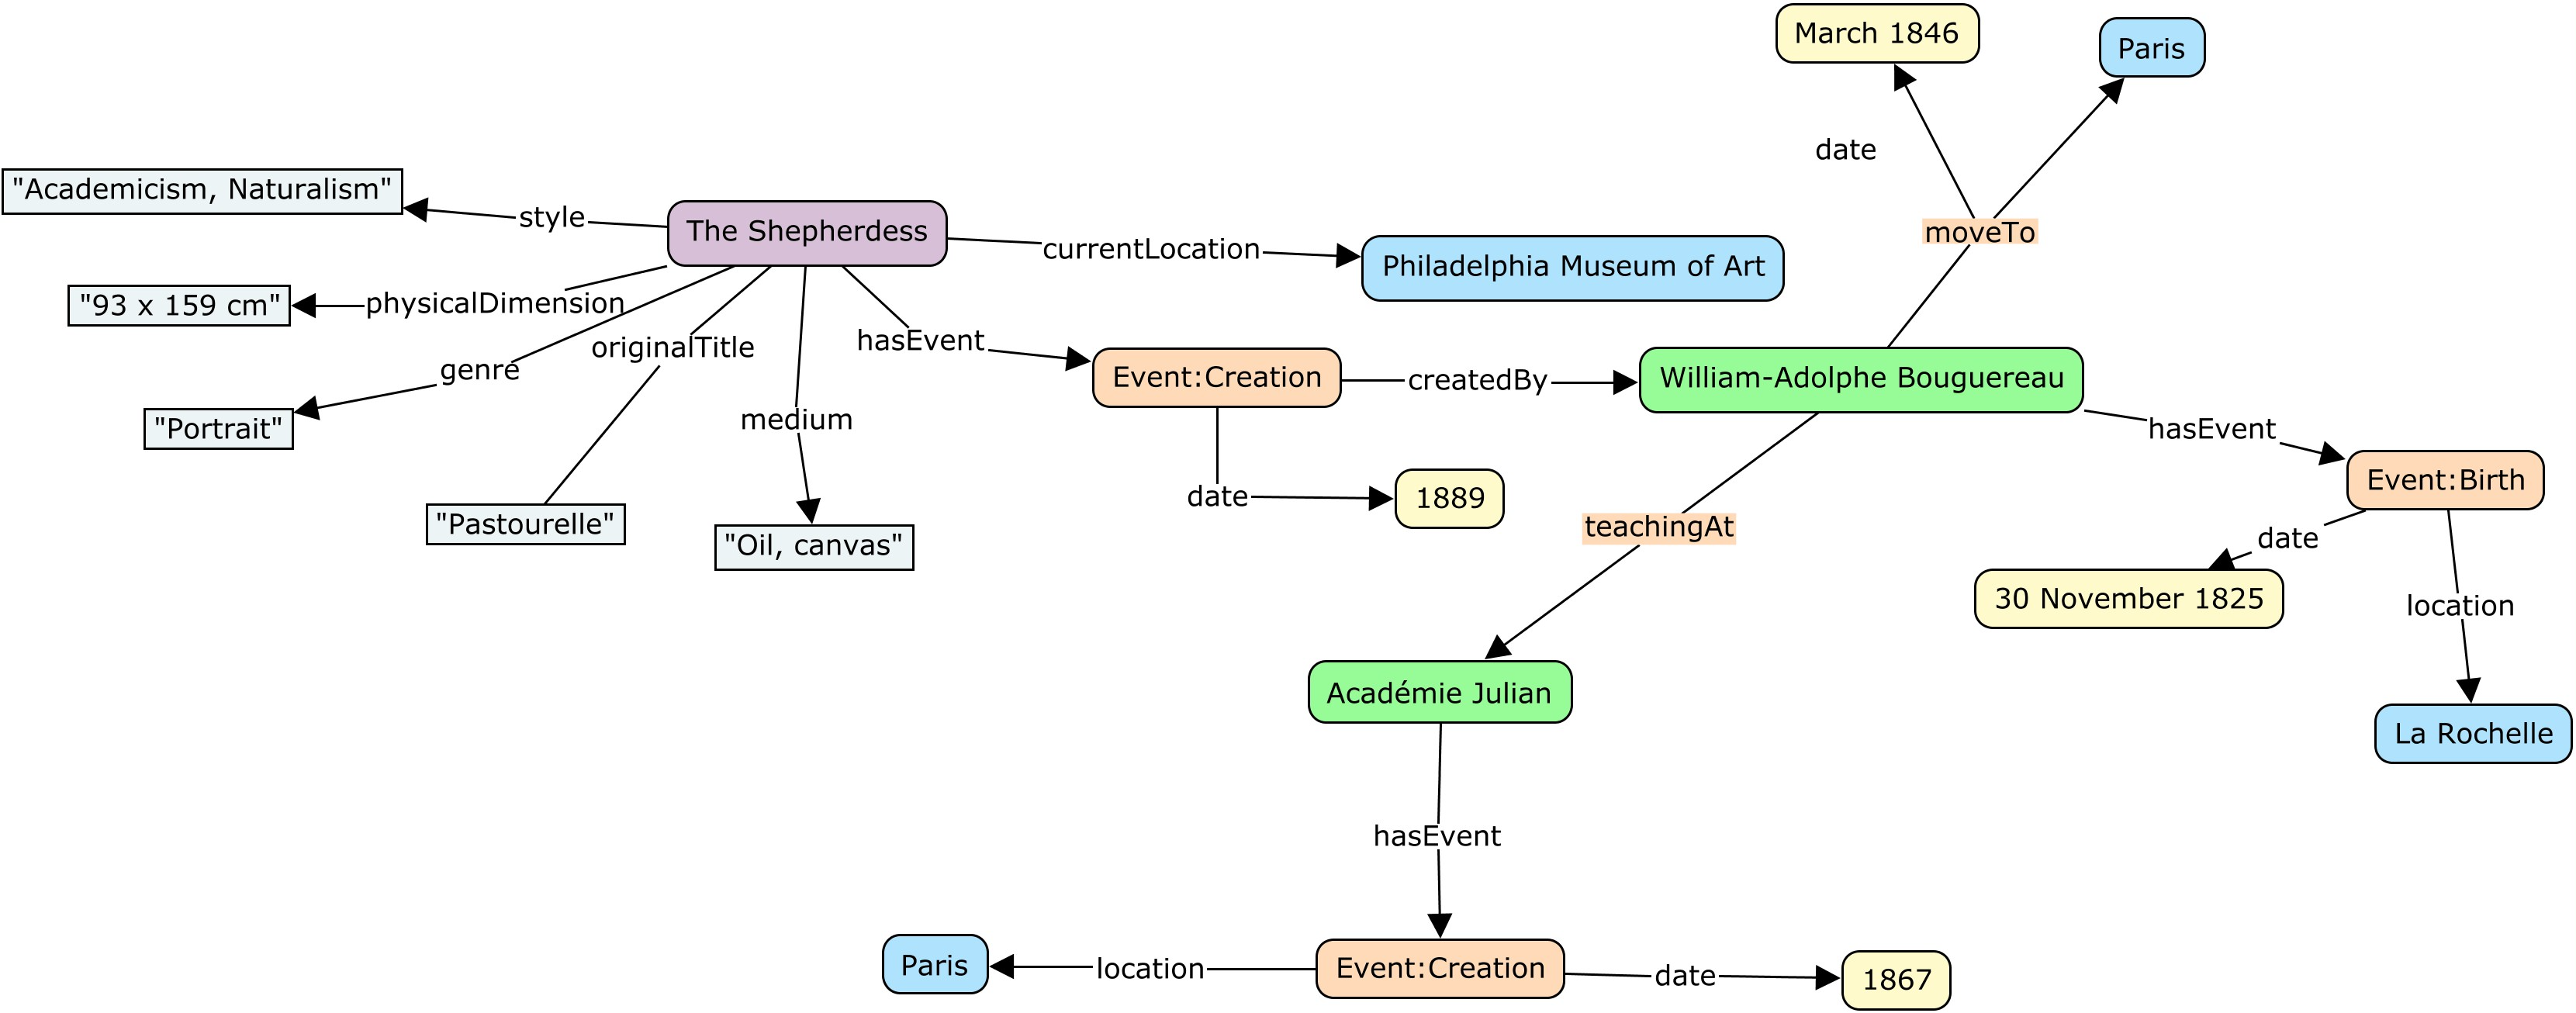 March 1846
Paris
date
"Academicism, Naturalism"
style
The Shepherdess
currentLocation
Philadelphia Museum of Art
moveTo
"93 x 159 cm"
physicalDimension
originalTitle
hasEvent
genre
Event:Creation
createdBy
William-Adolphe Bouguereau
"Portrait"
medium
hasEvent
Event:Birth
date
1889
"Pastourelle"
"Oil, canvas"
teachingAt
date
30 November 1825
location
Académie Julian
La Rochelle
hasEvent
Paris
location
Event:Creation
date
1867